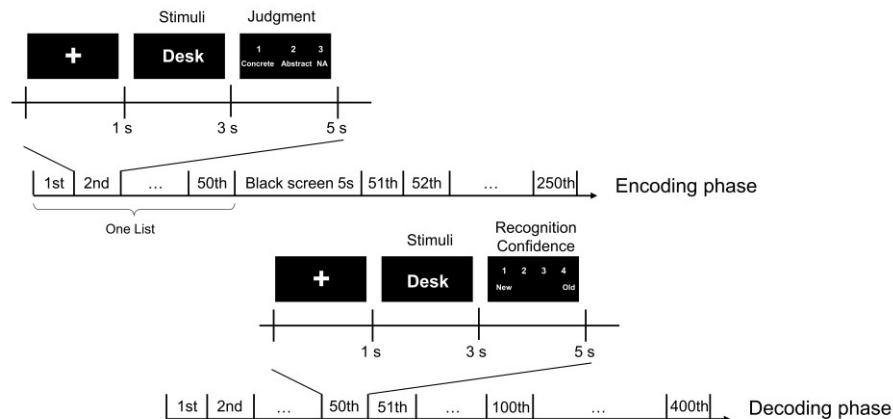 Stimuli Judgment
+ Desk 1 2 3
Concrete Abstract NA
1 s 3 s 5 s
1st 2nd … 50th Black screen 5s 51th 52th … 250th Encoding phase
One List
Recognition
Stimuli Confidence
+ Desk 1 2 3 4
New Old
1 s 3 s 5 s
1st 2nd … 50th 51th … 100th … 400th Decoding phase